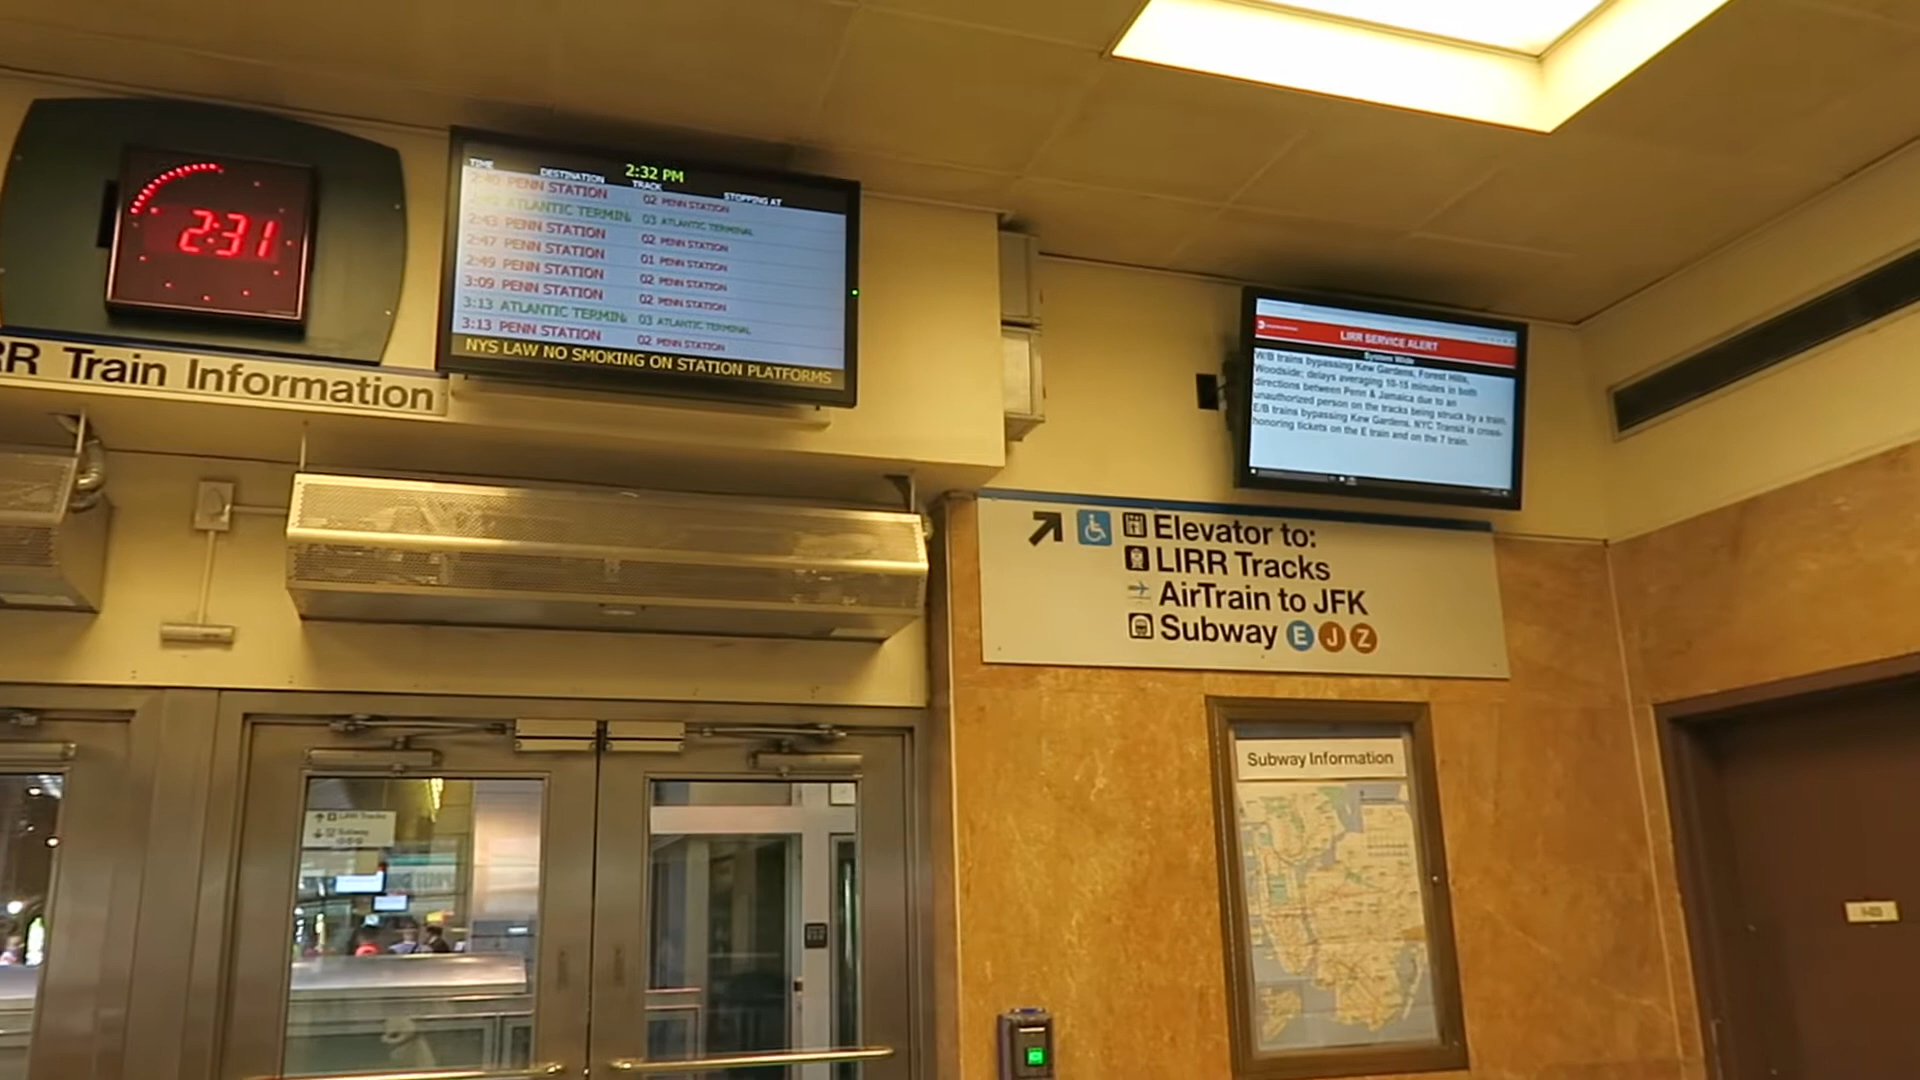 2:31
RR Train Information
2:32 PM
TIME DESTINATION TRACK STOPPING AT
2:40 PENN STATION 02 PENN STATION
ATLANTIC TERMIN 03 ATLANTIC TERMINAL
2:43 PENN STATION 02 PENN STATION
2:47 PENN STATION 01 PENN STATION
2:49 PENN STATION 02 PENN STATION
3:09 PENN STATION 02 PENN STATION
3:13 ATLANTIC TERMIN 03 ATLANTIC TERMINAL
3:13 PENN STATION 02 PENN STATION
NYS LAW NO SMOKING ON STATION PLATFORMS
LIRR SERVICE ALERT
System Wide
W/B trains bypassing Kew Gardens, Forest Hills,
Woodside; delays averaging 10-15 minutes in both
directions between Penn & Jamaica due to an
unauthorized person on the tracks being struck by a train.
E/B trains bypassing Kew Gardens. NYC Transit is cross-
honoring tickets on the E train and on the 7 train.
Elevator to:
LIRR Tracks
AirTrain to JFK
Subway E J Z
Subway Information
LIRR Tracks
Subway